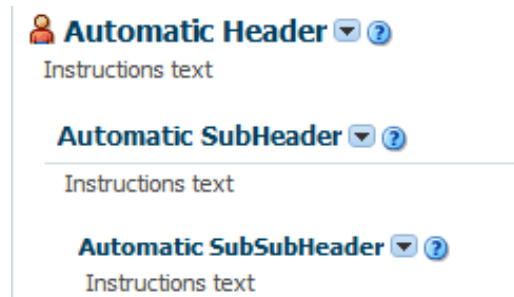 Automatic Header ?
Instructions text
Automatic SubHeader ?
Instructions text
Automatic SubSubHeader ?
Instructions text